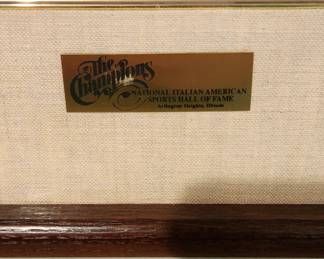 The
Champions
NATIONAL ITALIAN AMERICAN
SPORTS HALL OF FAME
Arlington Heights, Illinois